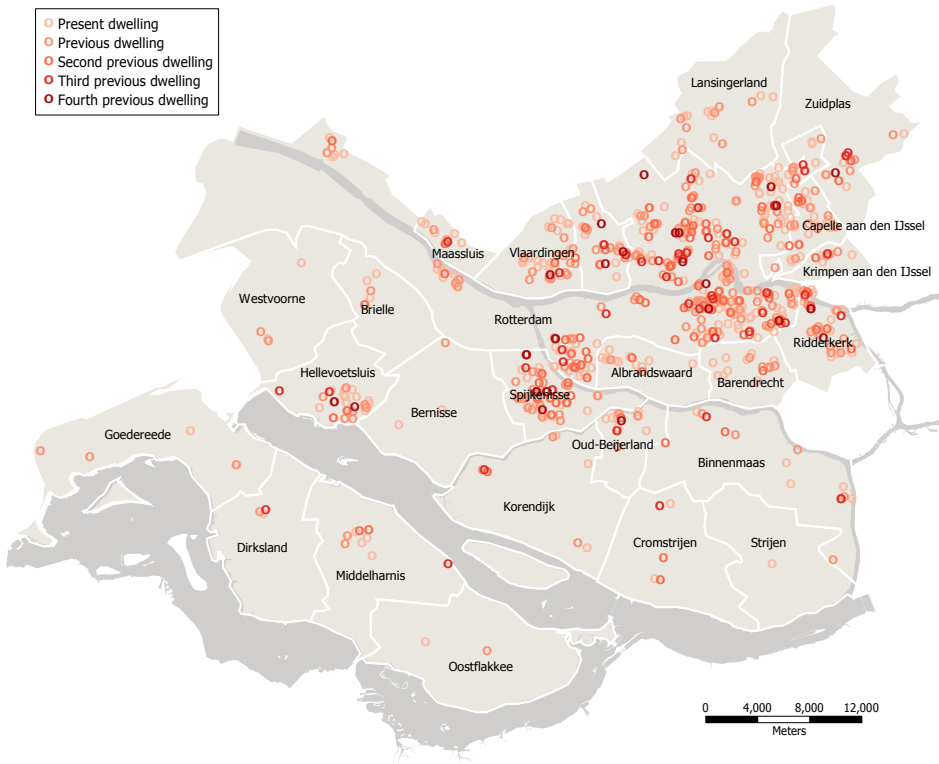 Present dwelling
Previous dwelling
Second previous dwelling
Third previous dwelling
Fourth previous dwelling
Lansingerland
Zuidplas
Capelle aan den IJssel
Maassluis
Vlaardingen
Krimpen aan den IJssel
Westvoorne
Brielle
Rotterdam
Ridderkerk
Hellevoetsluis
Albrandswaard
Barendrecht
Spijkenisse
Bernisse
Goedereede
Oud-Beijerland
Binnenmaas
Korendijk
Dirksland
Cromstrijen
Strijen
Middelharnis
Oostflakkee
0 4,000 8,000 12,000
Meters